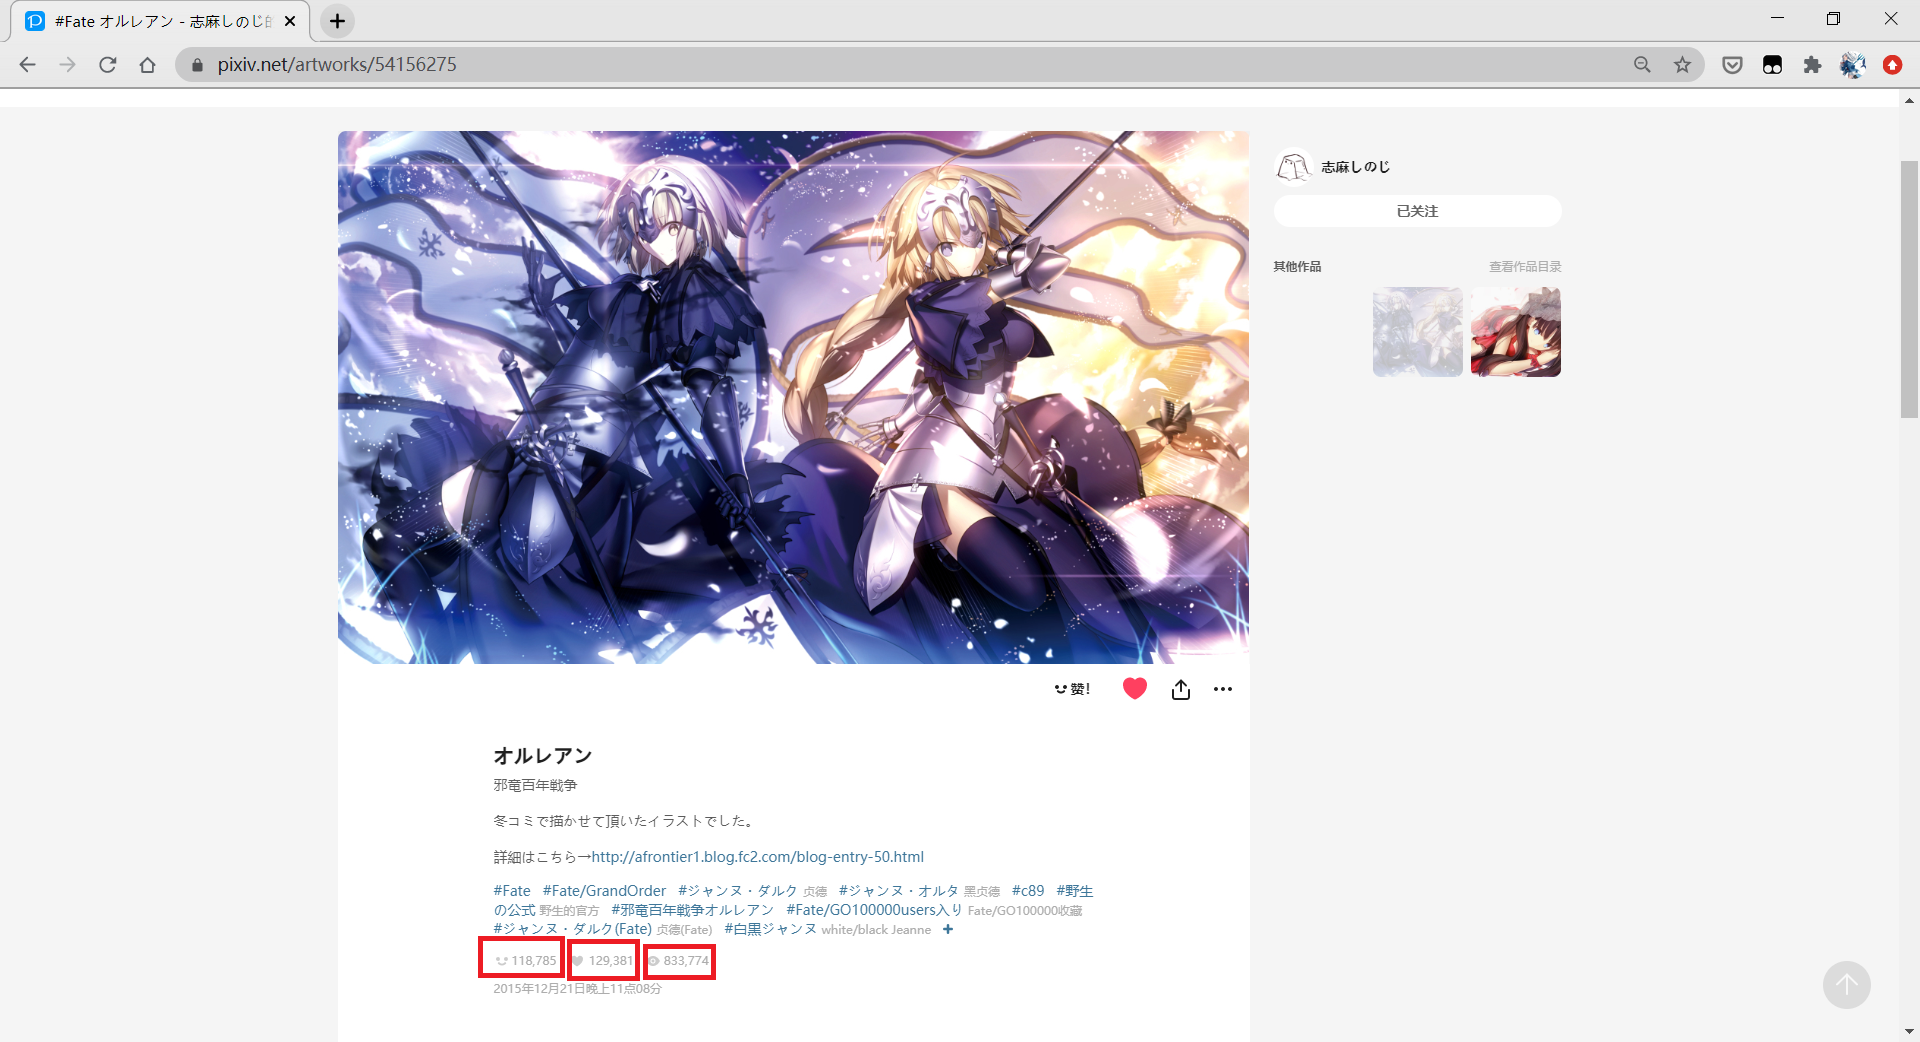 #Fate オルレアン - 志麻しのじ
pixiv.net/artworks/54156275
志麻しのじ
已关注
其他作品 查看作品目录
赞!
オルレアン
邪竜百年戦争
冬コミで描かせて頂いたイラストでした。
詳細はこちら→http://afrontier1.blog.fc2.com/blog-entry-50.html
#Fate #Fate/GrandOrder #ジャンヌ・ダルク 贞德 #ジャンヌ・オルタ 黑贞德 #c89 #野生
の公式 野生的官方 #邪竜百年戦争オルレアン #Fate/GO100000users入り Fate/GO100000收藏
#ジャンヌ・ダルク(Fate) 贞德(Fate) #白黒ジャンヌ white/black Jeanne
118,785 129,381 833,774
2015年12月21日晚上11点08分